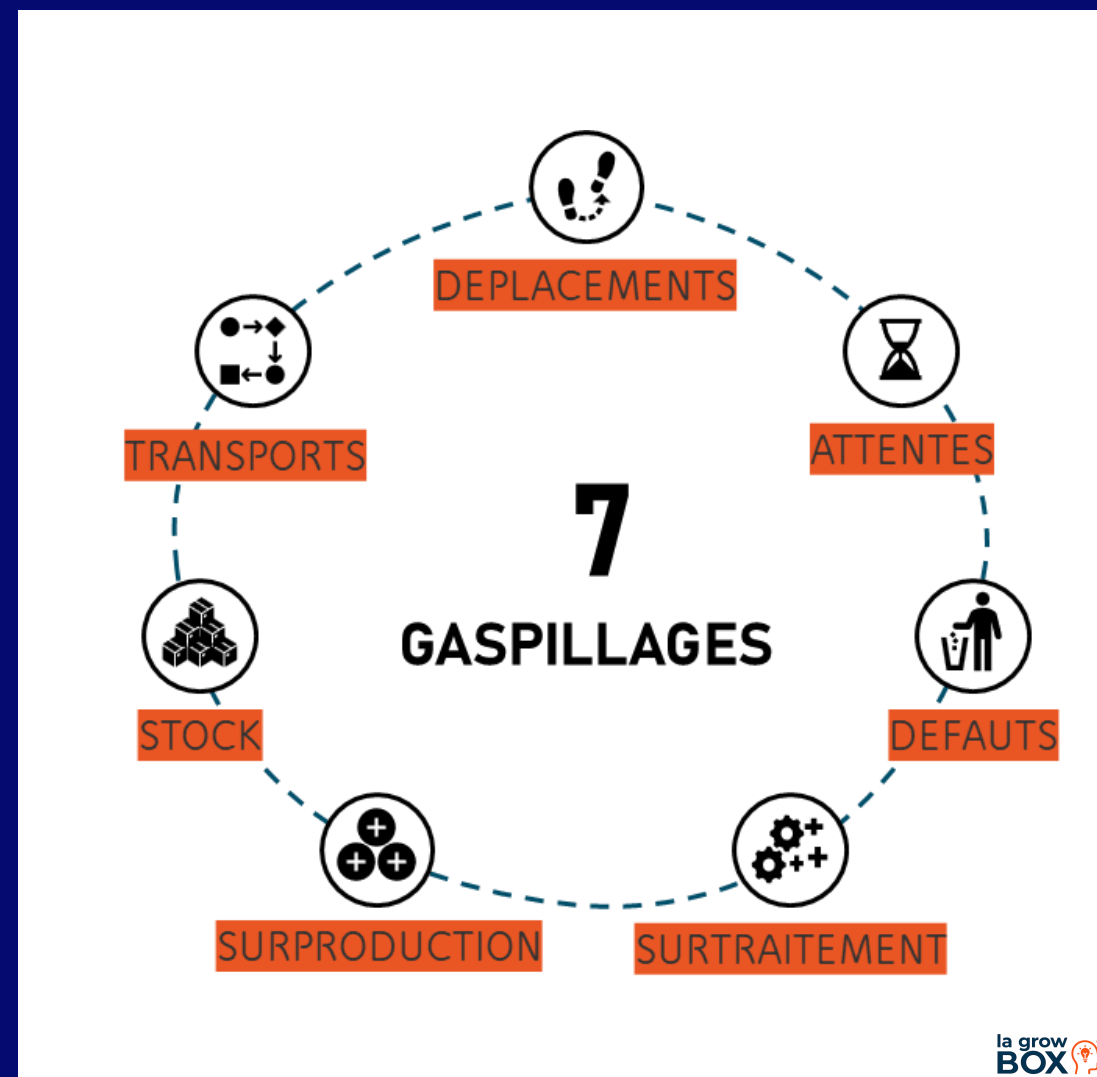 DEPLACEMENTS
TRANSPORTS
ATTENTES
7
GASPILLAGES
STOCK
DEFAUTS
SURPRODUCTION
SURTRAITEMENT
la grow
BOX